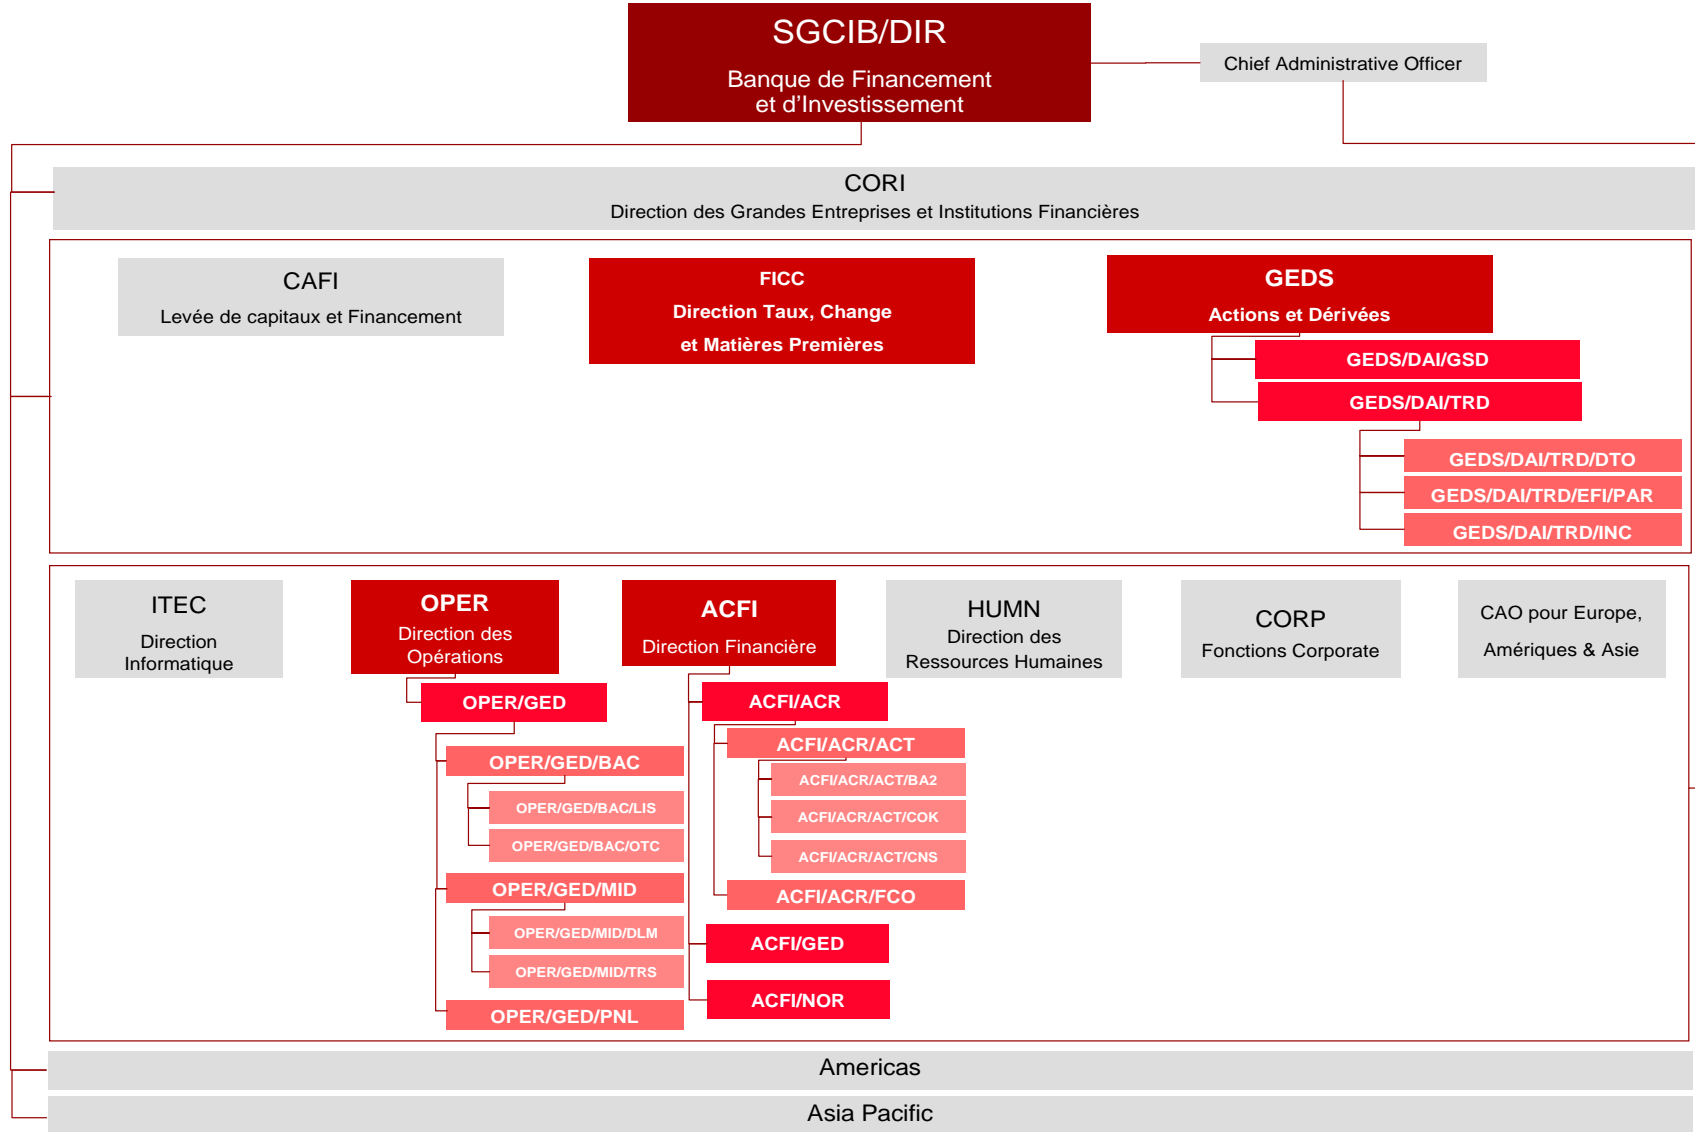 SGCIB/DIR
Banque de Financement
et d'Investissement
Chief Administrative Officer
CORI
Direction des Grandes Entreprises et Institutions Financières
CAFI
Levée de capitaux et Financement
FICC
Direction Taux, Change
et Matières Premières
GEDS
Actions et Dérivées
GEDS/DAI/GSD
GEDS/DAI/TRD
GEDS/DAI/TRD/DTO
GEDS/DAI/TRD/EFI/PAR
GEDS/DAI/TRD/INC
ITEC
Direction
Informatique
OPER
Direction des
Opérations
OPER/GED
OPER/GED/BAC
OPER/GED/BAC/LIS
OPER/GED/BAC/OTC
OPER/GED/MID
OPER/GED/MID/DLM
OPER/GED/MID/TRS
OPER/GED/PNL
ACFI
Direction Financière
ACFI/ACR
ACFI/ACR/ACT
ACFI/ACR/ACT/BA2
ACFI/ACR/ACT/COK
ACFI/ACR/ACT/CNS
ACFI/ACR/FCO
ACFI/GED
ACFI/NOR
HUMN
Direction des
Ressources Humaines
CORP
Fonctions Corporate
CAO pour Europe,
Amériques & Asie
Americas
Asia Pacific